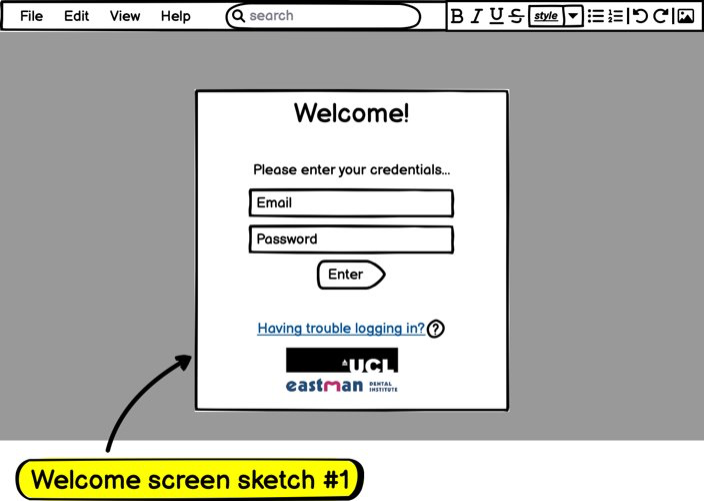 File Edit View Help search B I U S style
Welcome!
Please enter your credentials...
Email
Password
Enter
Having trouble logging in? ?
UCL
eastman DENTAL
INSTITUTE
Welcome screen sketch #1